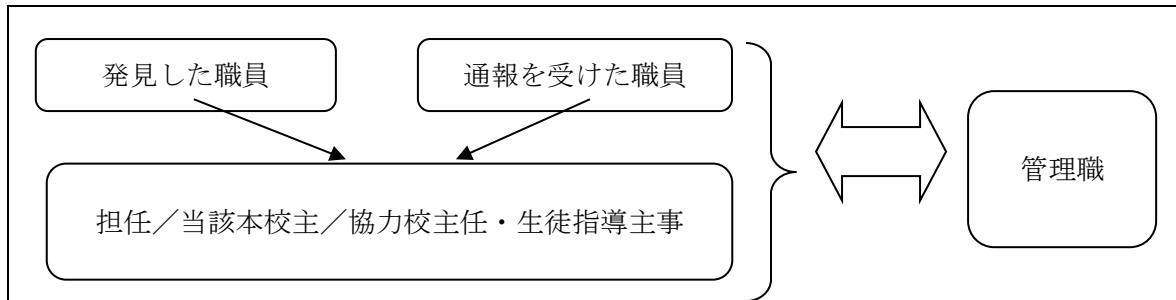 発見した職員
通報を受けた職員
管理職
担任／当該本校主／協力校主任・生徒指導主事